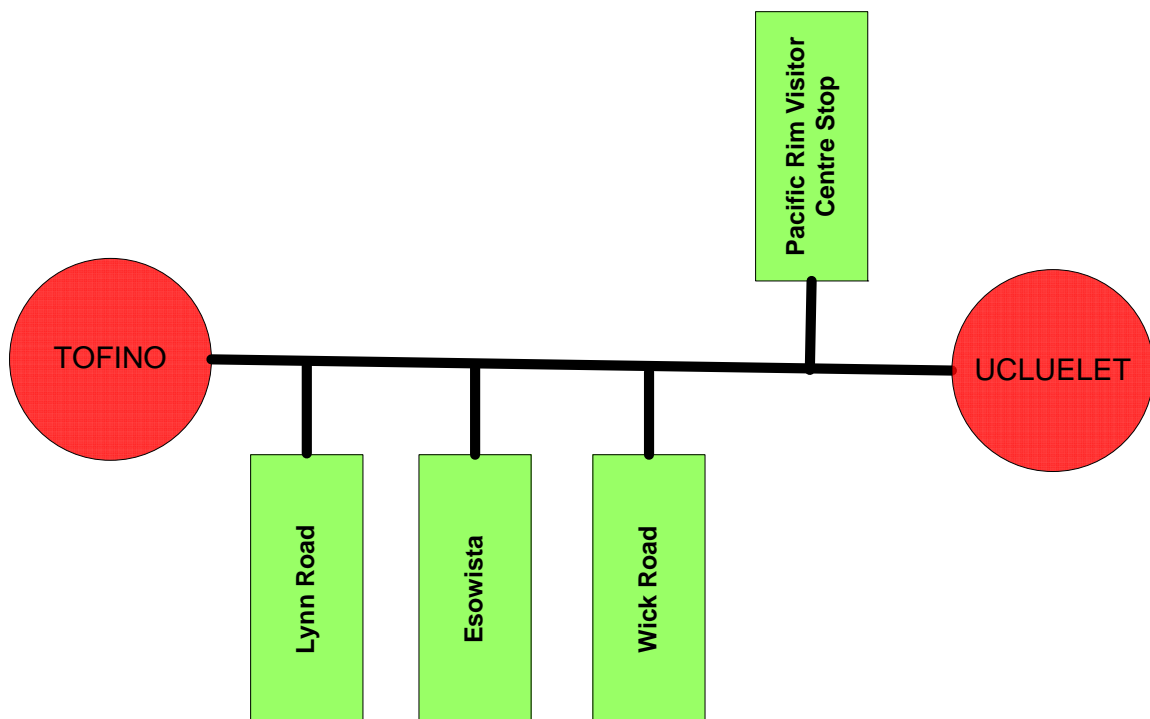 Pacific Rim Visitor
Centre Stop
TOFINO
UCLUELET
Lynn Road
Esowista
Wick Road